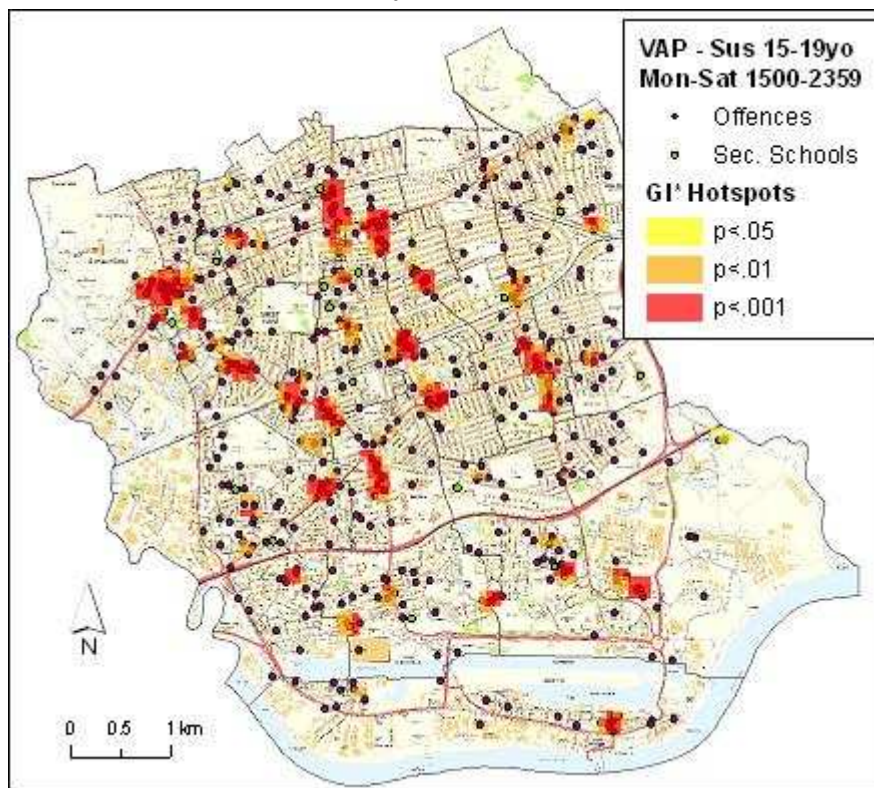 VAP - Sus 15-19yo
Mon-Sat 1500-2359
Offences
Sec. Schools
GI* Hotspots
p<.05
p<.01
p<.001
N
0 0.5 1 km